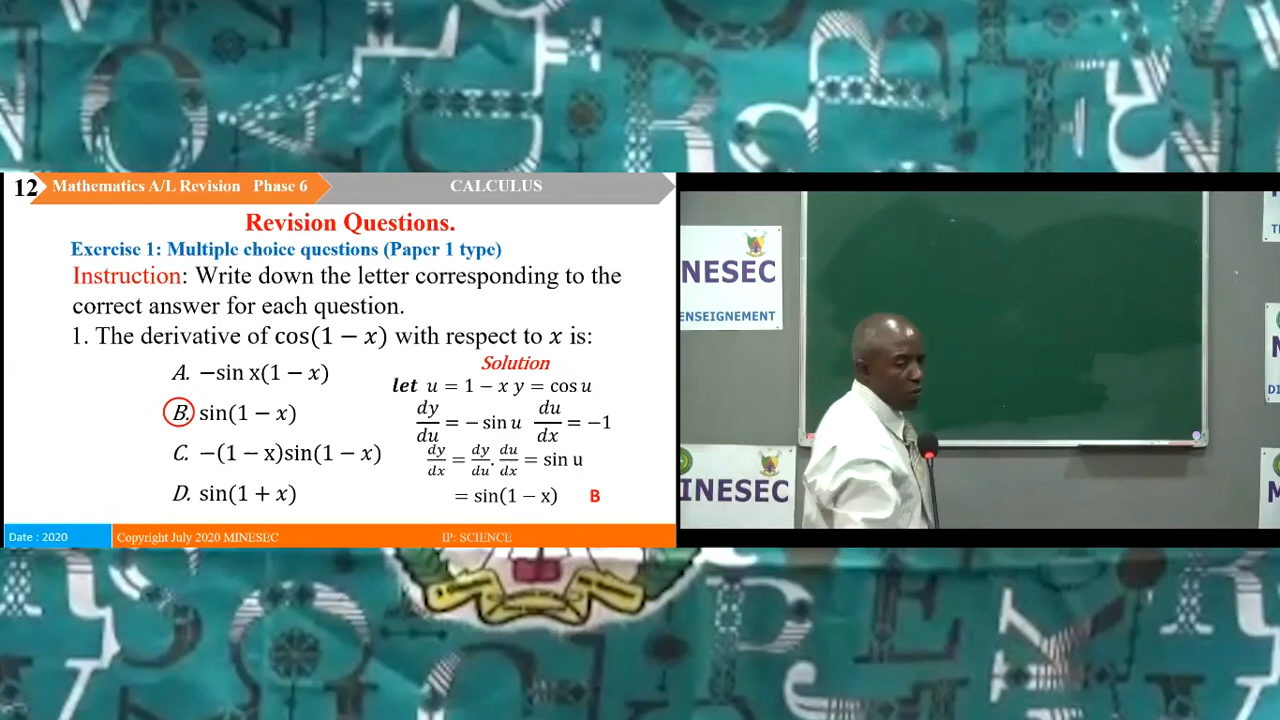 12 Mathematics A/L Revision Phase 6 CALCULUS
Revision Questions.
Exercise 1: Multiple choice questions (Paper 1 type)
Instruction: Write down the letter corresponding to the
correct answer for each question.
1. The derivative of cos(1 − x) with respect to x is:
A. −sin x(1 − x)
B. sin(1 − x)
C. −(1 − x)sin(1 − x)
D. sin(1 + x)
Solution
let u = 1 − x y = cos u
dy/du = − sin u du/dx = −1
dy/dx = dy/du . du/dx = sin u
= sin(1 − x) B
Date : 2020 Copyright July 2020 MINESEC IP: SCIENCE
NESEC
ENSEIGNEMENT
INESEC